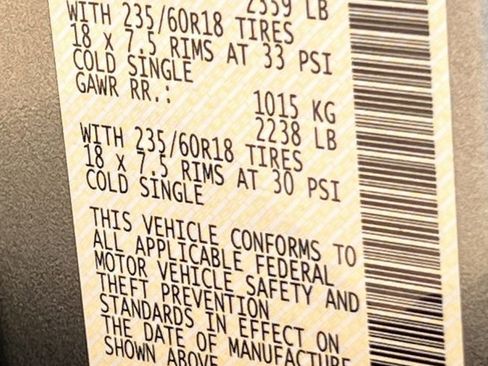 2559 LB
WITH 235/60R18 TIRES
18 X 7.5 RIMS AT 33 PSI
COLD SINGLE
GAWR RR.:
1015 KG
2238 LB
WITH 235/60R18 TIRES
18 X 7.5 RIMS AT 30 PSI
COLD SINGLE
THIS VEHICLE CONFORMS TO
ALL APPLICABLE FEDERAL
MOTOR VEHICLE SAFETY AND
THEFT PREVENTION
STANDARDS IN EFFECT ON
THE DATE OF MANUFACTURE
SHOWN ABOVE